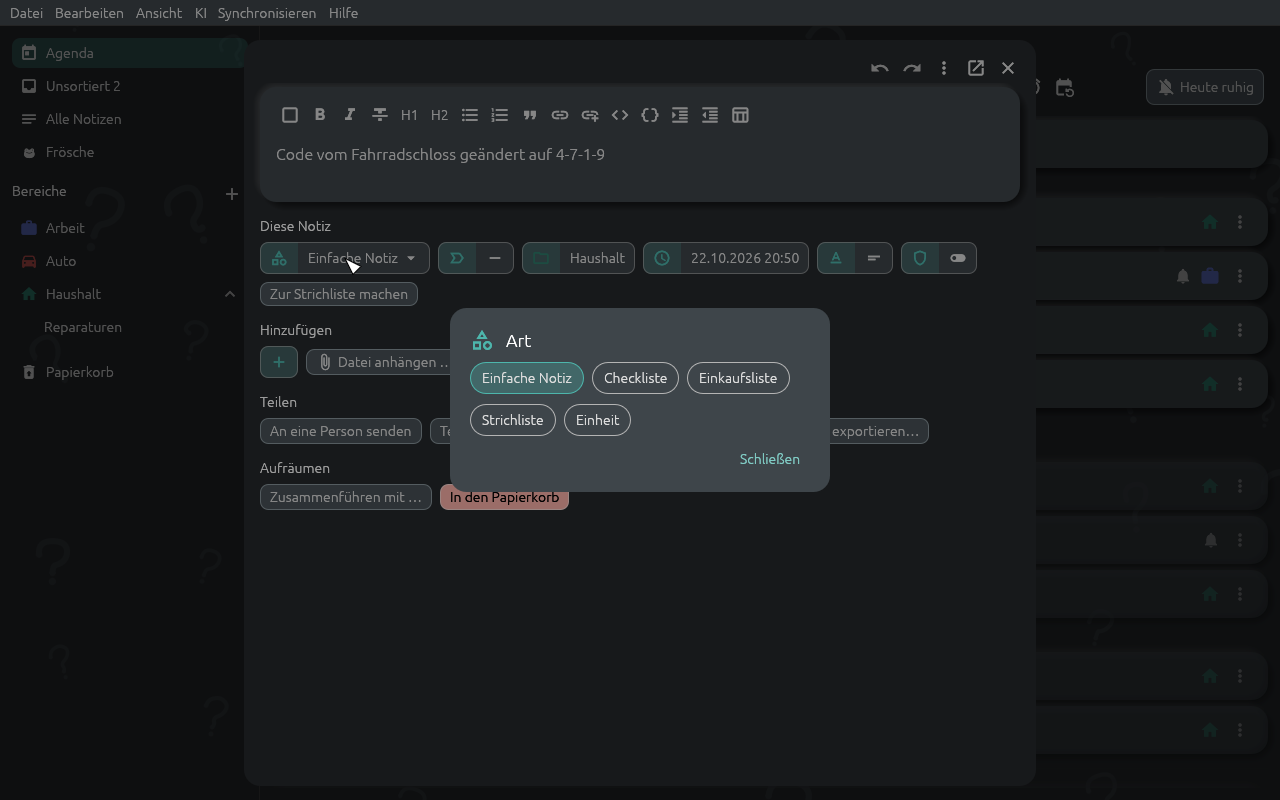 Datei Bearbeiten Ansicht KI Synchronisieren Hilfe
Agenda
Unsortiert 2
Alle Notizen
Frösche
Bereiche
Arbeit
Auto
Haushalt
Reparaturen
Papierkorb
Heute ruhig
H1 H2
Code vom Fahrradschloss geändert auf 4-7-1-9
Diese Notiz
Einfache Notiz
Haushalt
22.10.2026 20:50
Zur Strichliste machen
Hinzufügen
Datei anhängen ...
Teilen
An eine Person senden
exportieren…
Aufräumen
Zusammenführen mit …
In den Papierkorb
Art
Einfache Notiz
Checkliste
Einkaufsliste
Strichliste
Einheit
Schließen